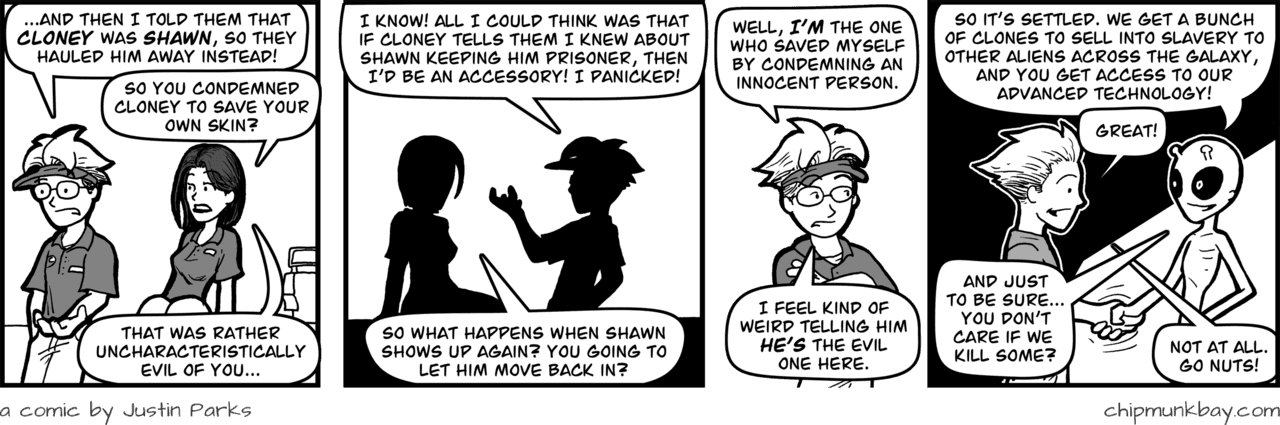 ...AND THEN I TOLD THEM THAT
CLONEY WAS SHAWN, SO THEY
HAULED HIM AWAY INSTEAD!
SO YOU CONDEMNED
CLONEY TO SAVE YOUR
OWN SKIN?
THAT WAS RATHER
UNCHARACTERISTICALLY
EVIL OF YOU...
I KNOW! ALL I COULD THINK WAS THAT
IF CLONEY TELLS THEM I KNEW ABOUT
SHAWN KEEPING HIM PRISONER, THEN
I'D BE AN ACCESSORY! I PANICKED!
SO WHAT HAPPENS WHEN SHAWN
SHOWS UP AGAIN? YOU GOING TO
LET HIM MOVE BACK IN?
WELL, I'M THE ONE
WHO SAVED MYSELF
BY CONDEMNING AN
INNOCENT PERSON.
I FEEL KIND OF
WEIRD TELLING HIM
HE'S THE EVIL
ONE HERE.
SO IT'S SETTLED. WE GET A BUNCH
OF CLONES TO SELL INTO SLAVERY TO
OTHER ALIENS ACROSS THE GALAXY,
AND YOU GET ACCESS TO OUR
ADVANCED TECHNOLOGY!
GREAT!
AND JUST
TO BE SURE...
YOU DON'T
CARE IF WE
KILL SOME?
NOT AT ALL.
GO NUTS!
a comic by Justin Parks
chipmunkbay.com